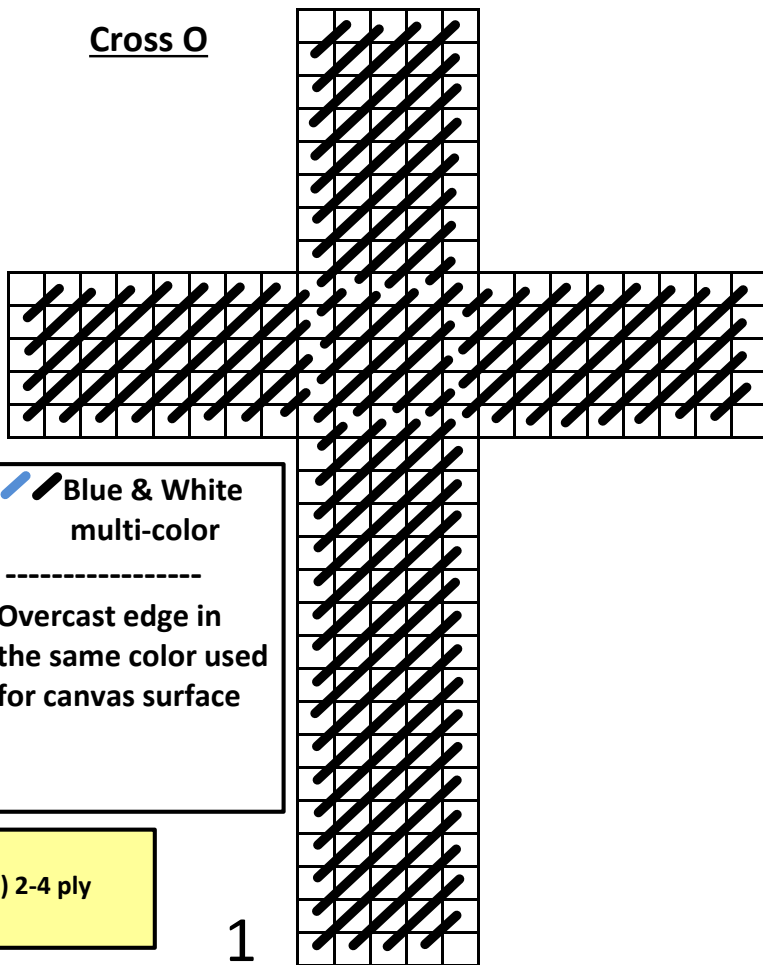 Cross O
Blue & White
multi-color
-----------------
Overcast edge in
the same color used
for canvas surface
) 2-4 ply
1